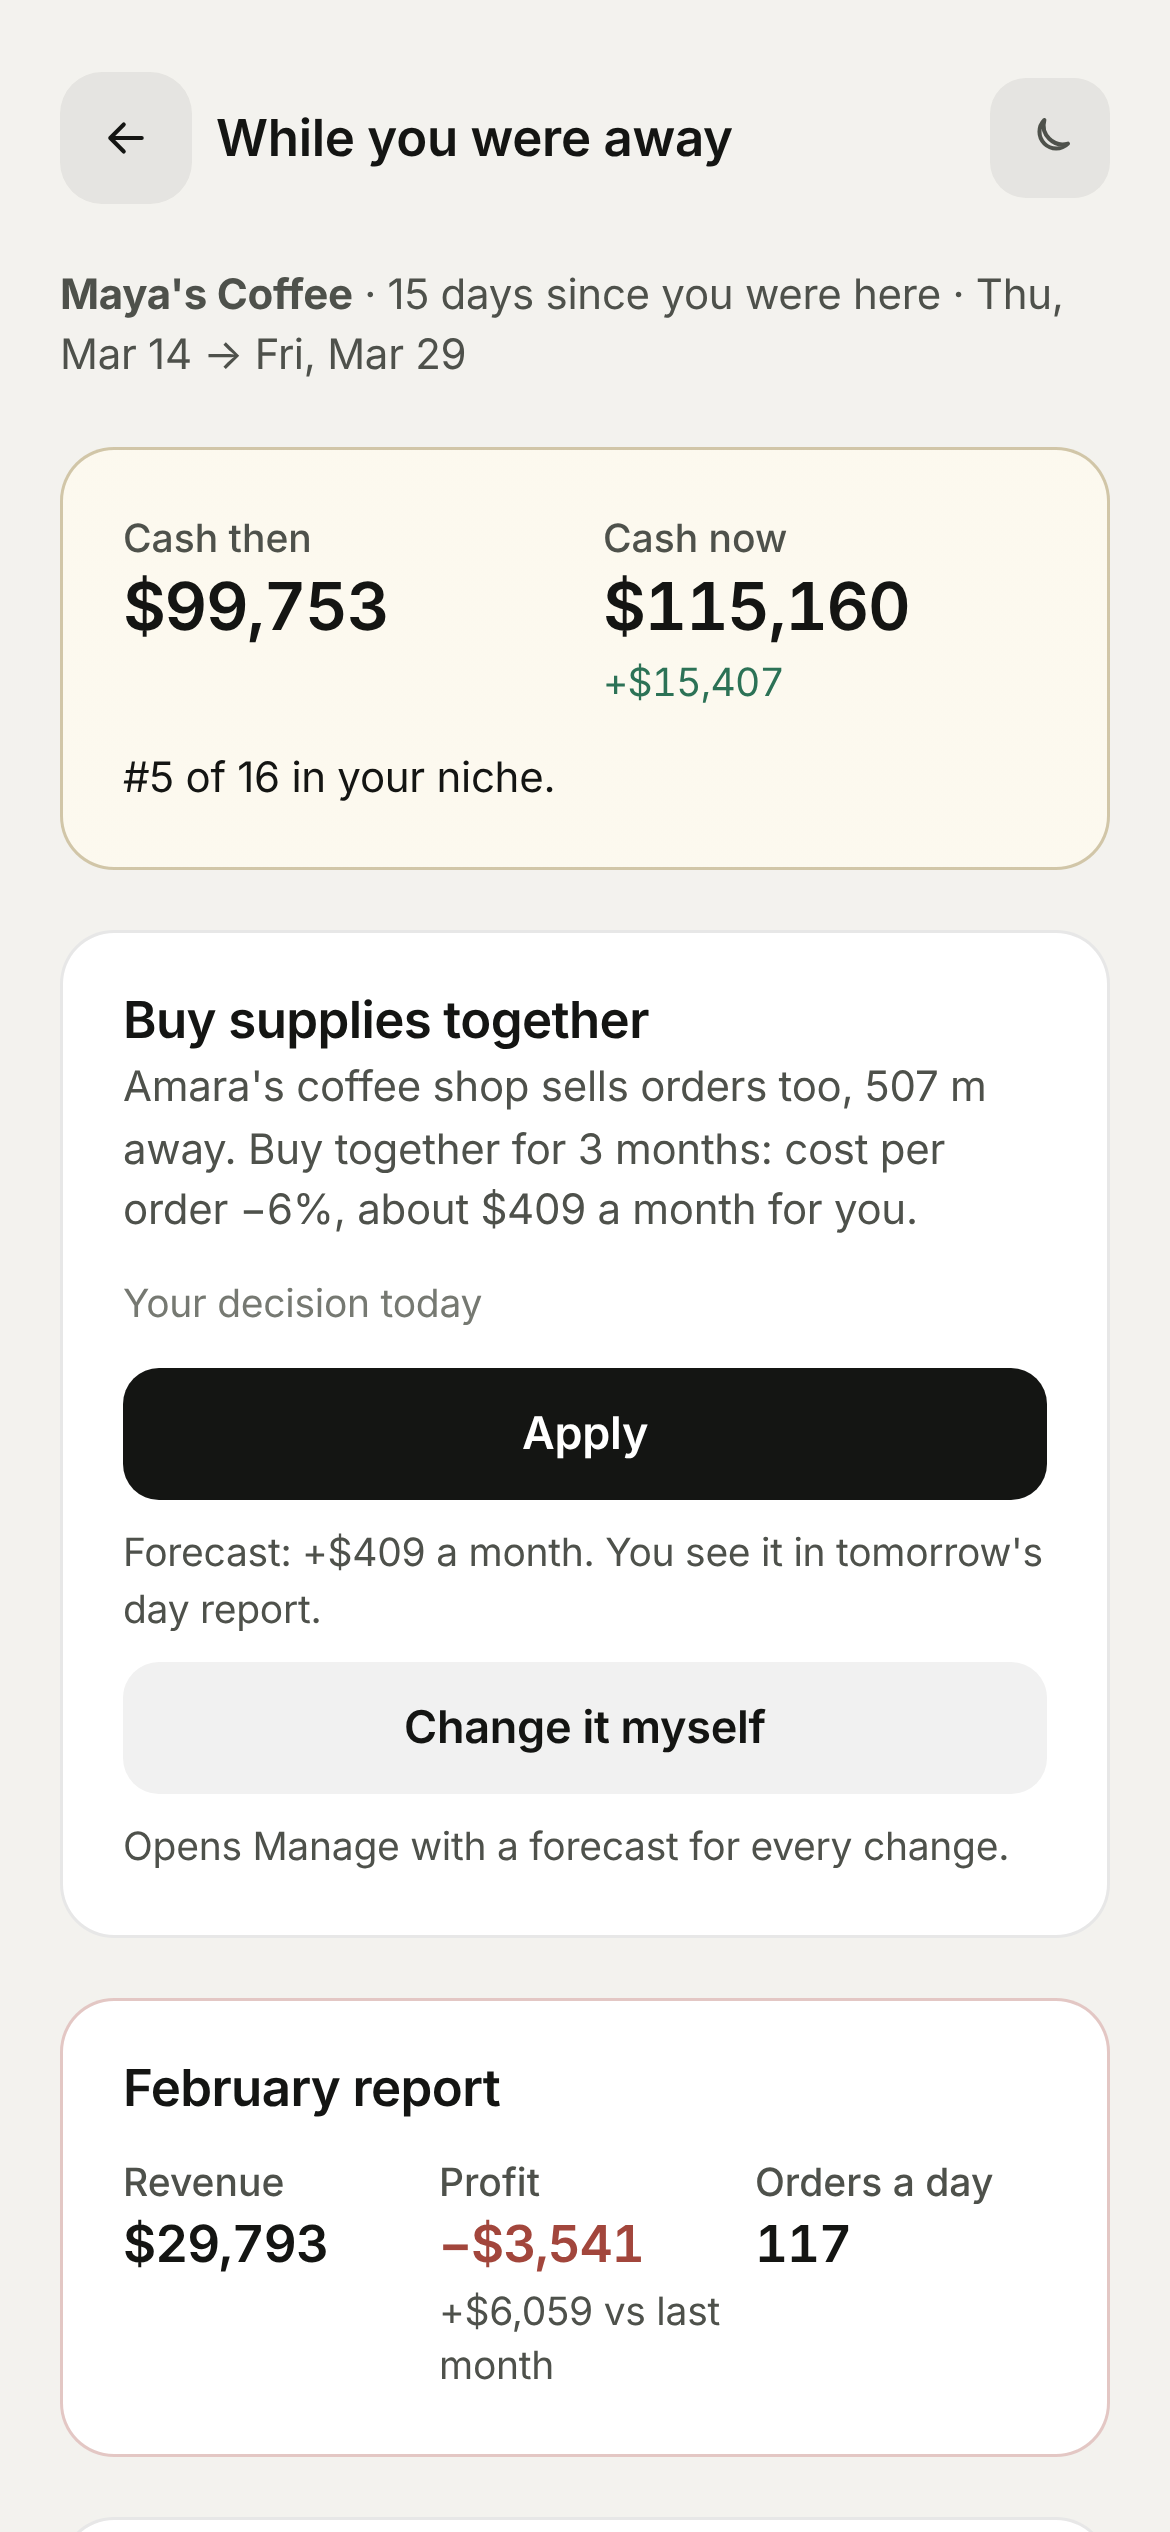 While you were away
Maya's Coffee · 15 days since you were here · Thu,
Mar 14 → Fri, Mar 29
Cash then
$99,753
Cash now
$115,160
+$15,407
#5 of 16 in your niche.
Buy supplies together
Amara's coffee shop sells orders too, 507 m
away. Buy together for 3 months: cost per
order −6%, about $409 a month for you.
Your decision today
Apply
Forecast: +$409 a month. You see it in tomorrow's
day report.
Change it myself
Opens Manage with a forecast for every change.
February report
Revenue
$29,793
Profit
−$3,541
+$6,059 vs last
month
Orders a day
117